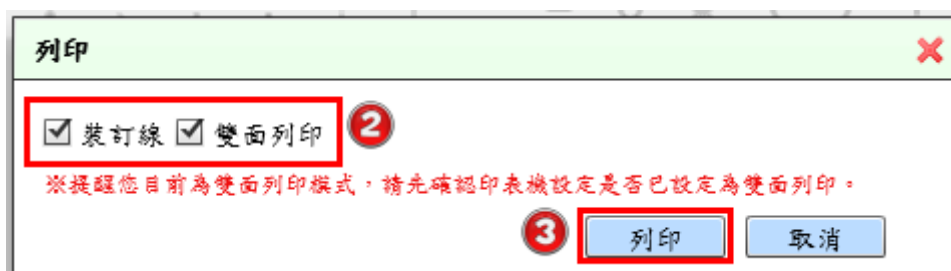 列印
裝訂線 雙面列印 2
※提醒您目前為雙面列印模式，請先確認印表機設定是否已設定為雙面列印。
3 列印 取消